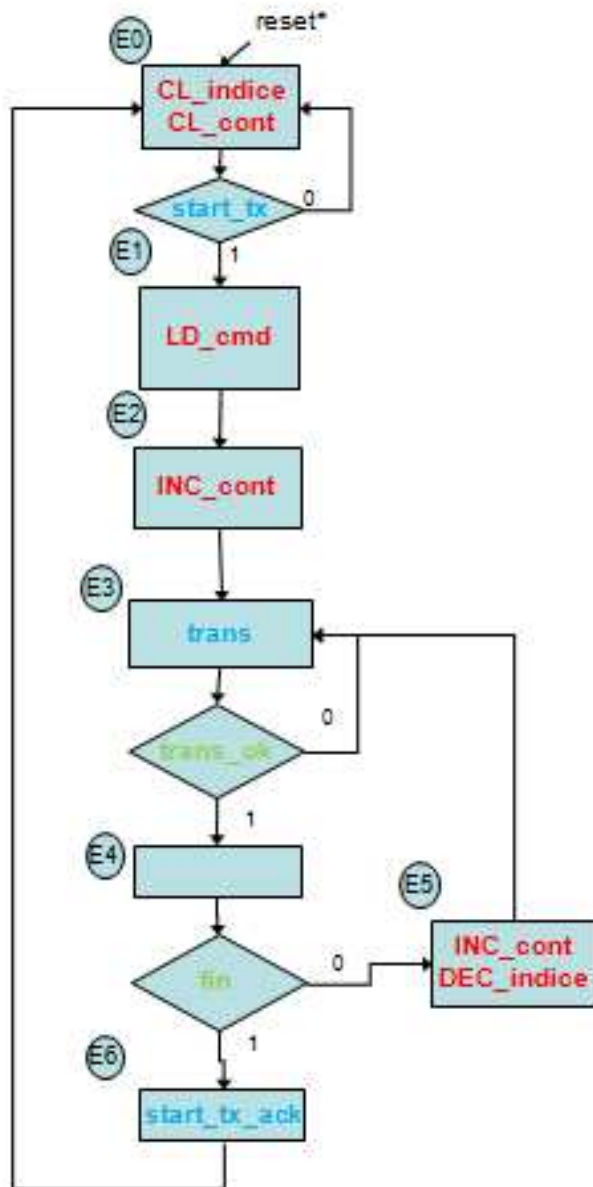 reset*
E0
CL_indice
CL_cont
start_tx
0
E1
1
LD_cmd
E2
INC_cont
E3
trans
trans_ok
0
1
E4
E5
fin
0
INC_cont
DEC_indice
1
E6
start_tx_ack